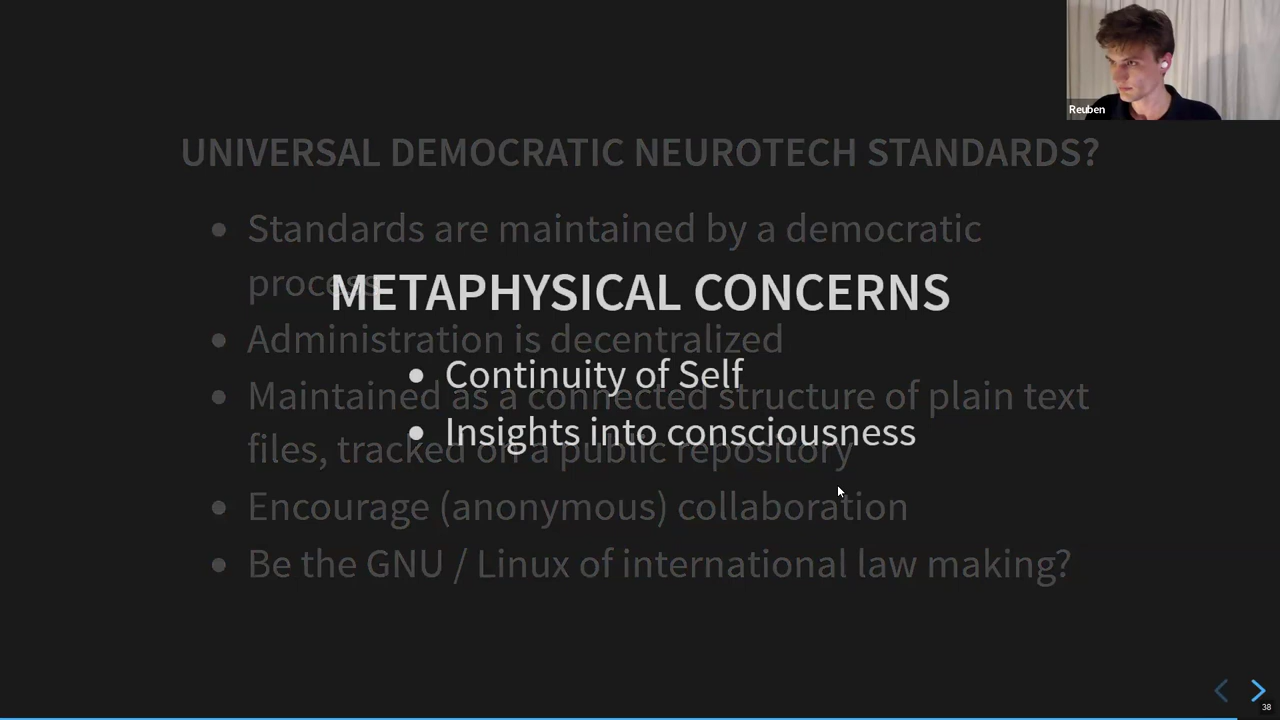 Reuben
UNIVERSAL DEMOCRATIC NEUROTECH STANDARDS?
• Standards are maintained by a democratic
process
METAPHYSICAL CONCERNS
• Administration is decentralized
• Continuity of Self
• Maintained as a connected structure of plain text
• Insights into consciousness
files, tracked on a public repository
• Encourage (anonymous) collaboration
• Be the GNU / Linux of international law making?
38